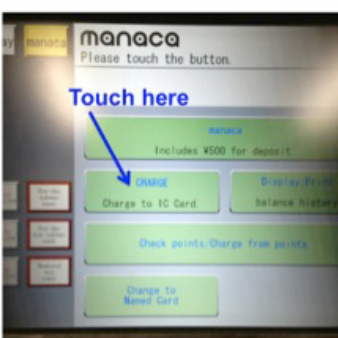 manaca
manaca
Please touch the button.
Touch here
manaca
Includes ¥500 for deposit
CHARGE
Charge to IC Card.
Display/Print
balance history
Check points/Charge from points
Change to
Named Card